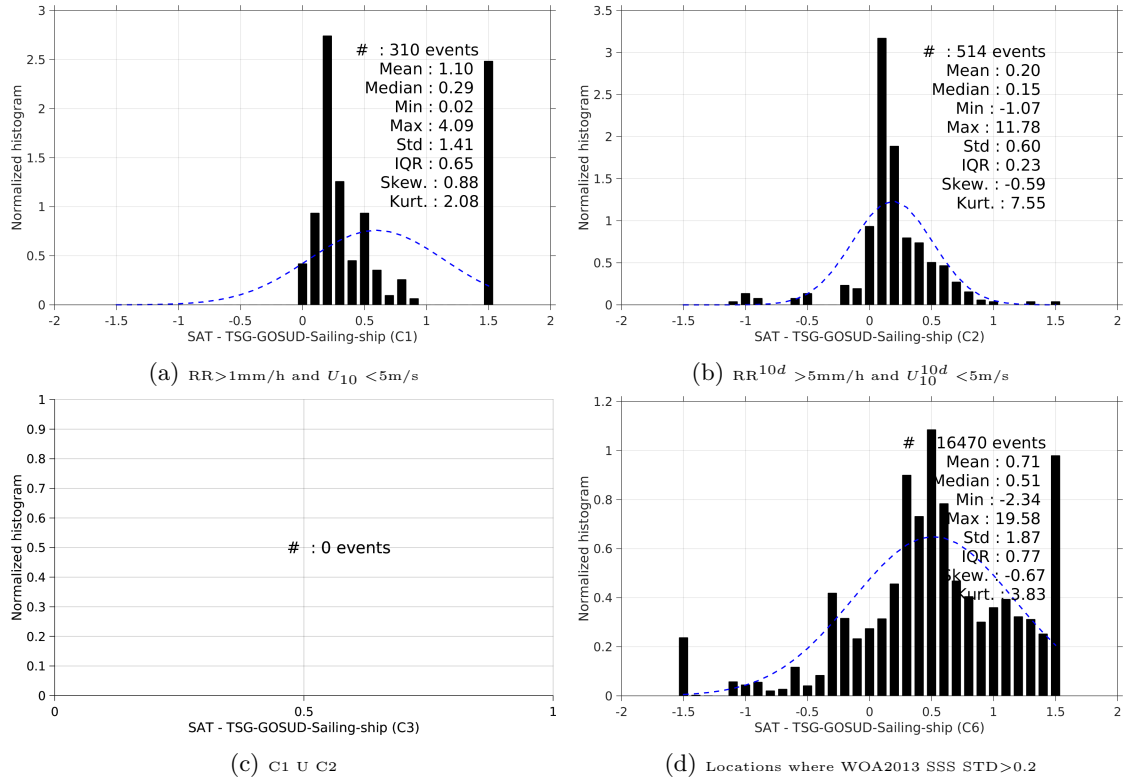 3
2.5
2
1.5
1
0.5
0
-2 -1.5 -1 -0.5 0 0.5 1 1.5 2
Normalized histogram
SAT - TSG-GOSUD-Sailing-ship (C1)
# : 310 events
Mean : 1.10
Median : 0.29
Min : 0.02
Max : 4.09
Std : 1.41
IQR : 0.65
Skew. : 0.88
Kurt. : 2.08
(a) RR>1mm/h and U10 <5m/s
3.5
3
2.5
2
1.5
1
0.5
0
-2 -1.5 -1 -0.5 0 0.5 1 1.5 2
Normalized histogram
SAT - TSG-GOSUD-Sailing-ship (C2)
# : 514 events
Mean : 0.20
Median : 0.15
Min : -1.07
Max : 11.78
Std : 0.60
IQR : 0.23
Skew. : -0.59
Kurt. : 7.55
(b) RR10d >5mm/h and U10d10 <5m/s
1
0.9
0.8
0.7
0.6
0.5
0.4
0.3
0.2
0.1
0
0 0.5 1
Normalized histogram
SAT - TSG-GOSUD-Sailing-ship (C3)
# : 0 events
(c) C1 U C2
1.2
1
0.8
0.6
0.4
0.2
0
-2 -1.5 -1 -0.5 0 0.5 1 1.5 2
Normalized histogram
SAT - TSG-GOSUD-Sailing-ship (C6)
# : 16470 events
Mean : 0.71
Median : 0.51
Min : -2.34
Max : 19.58
Std : 1.87
IQR : 0.77
Skew. : -0.67
Kurt. : 3.83
(d) Locations where WOA2013 SSS STD>0.2